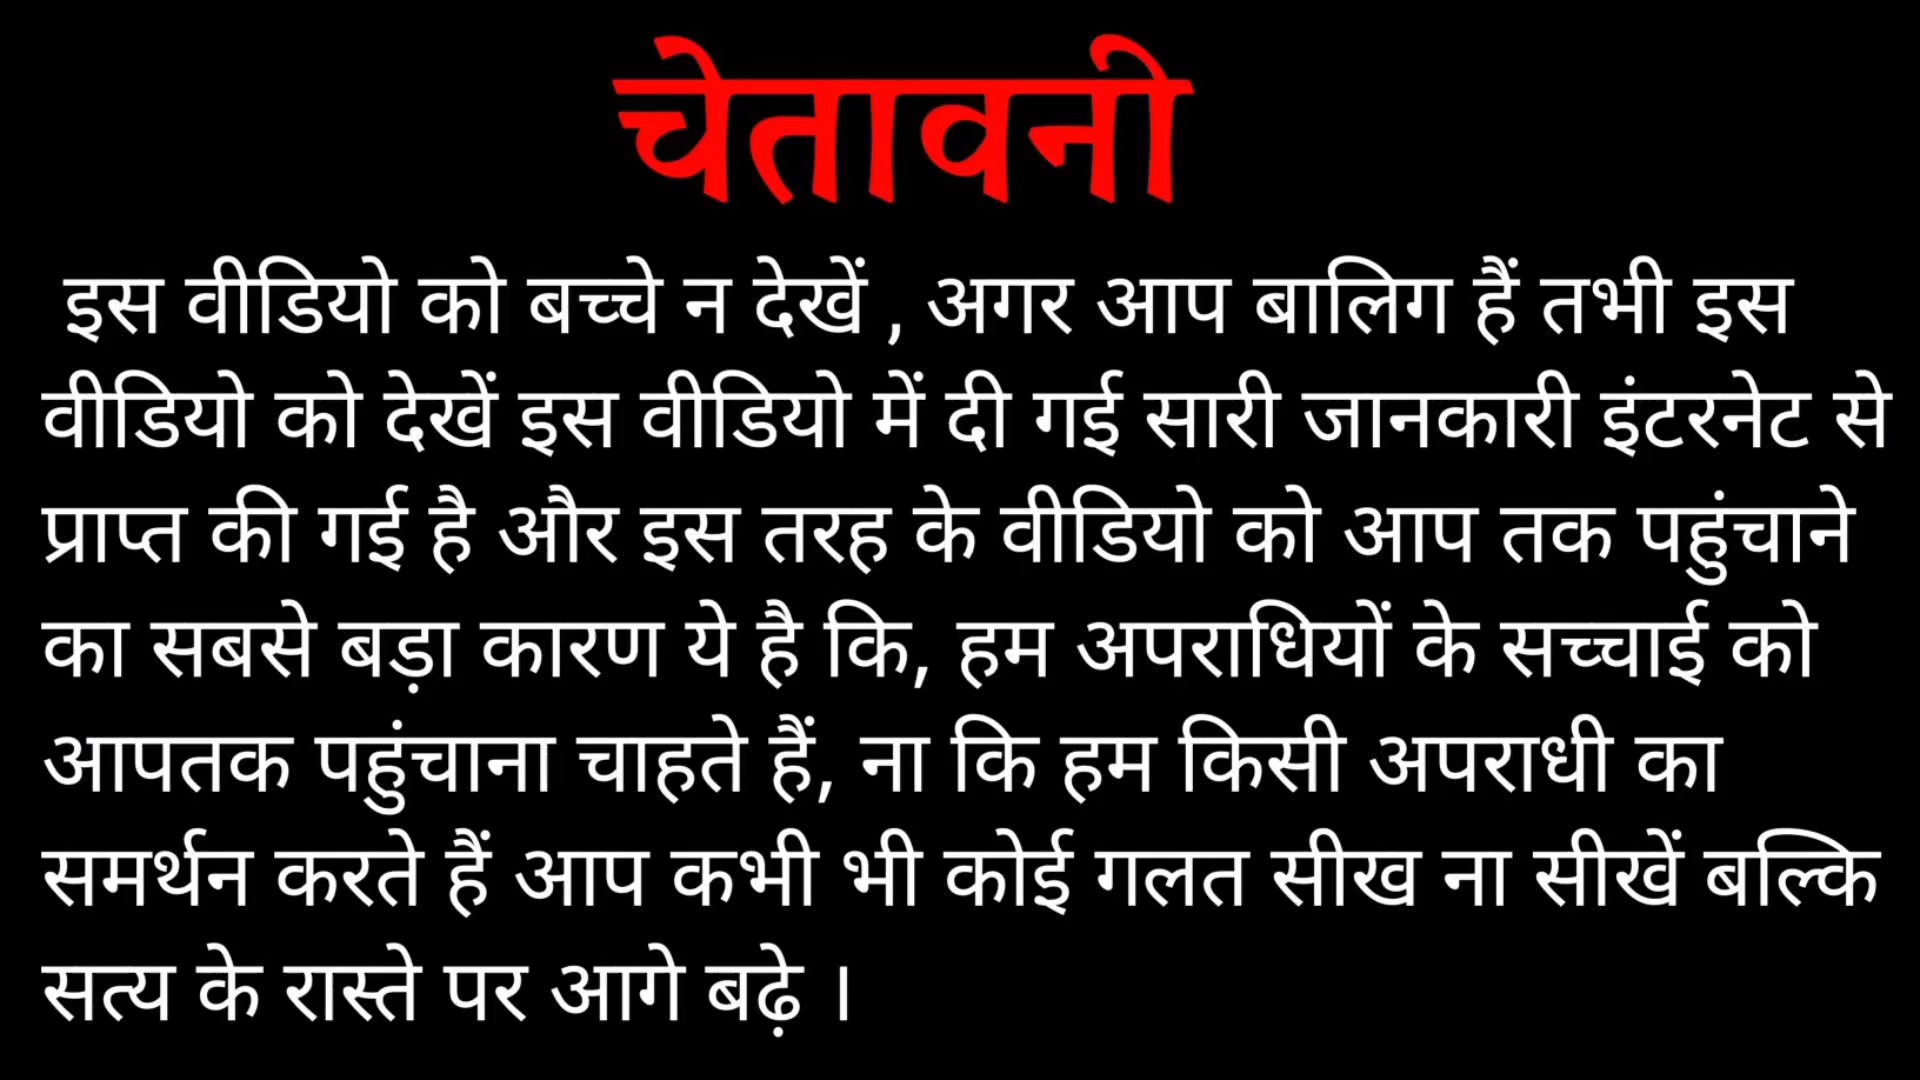 चेतावनी
इस वीडियो को बच्चे न देखें , अगर आप बालिग हैं तभी इस
वीडियो को देखें इस वीडियो में दी गई सारी जानकारी इंटरनेट से
प्राप्त की गई है और इस तरह के वीडियो को आप तक पहुंचाने
का सबसे बड़ा कारण ये है कि, हम अपराधियों के सच्चाई को
आपतक पहुंचाना चाहते हैं, ना कि हम किसी अपराधी का
समर्थन करते हैं आप कभी भी कोई गलत सीख ना सीखें बल्कि
सत्य के रास्ते पर आगे बढ़े ।